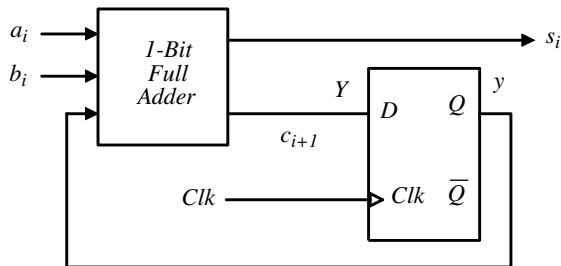 a_i
b_i
1-Bit
Full
Adder
s_i
Y
y
D
Q
c_{i+1}
Clk
Clk
Q̅